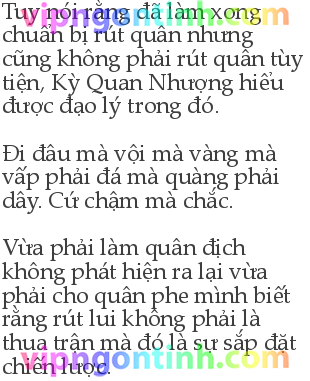 Tuy nói rằng đã làm xong
chuẩn bị rút quân nhưng
cũng không phải rút quân tùy
tiện, Kỳ Quan Nhượng hiểu
được đạo lý trong đó.
Đi đâu mà vội mà vàng mà
vấp phải đá mà quàng phải
dây. Cứ chậm mà chắc.
Vừa phải làm quân địch
không phát hiện ra lại vừa
phải cho quân phe mình biết
rằng rút lui không phải là
thua trận mà đó là sự sắp đặt
chiến lược.
vipngontinh.com
vipngontinh.com